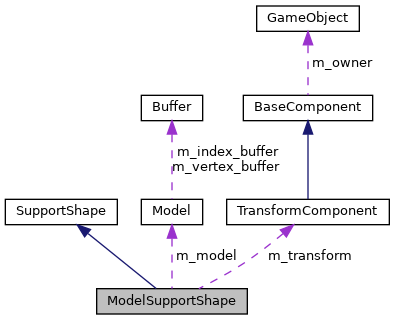 GameObject
m_owner
Buffer
BaseComponent
m_index_buffer
m_vertex_buffer
SupportShape
Model
TransformComponent
m_model
m_transform
ModelSupportShape